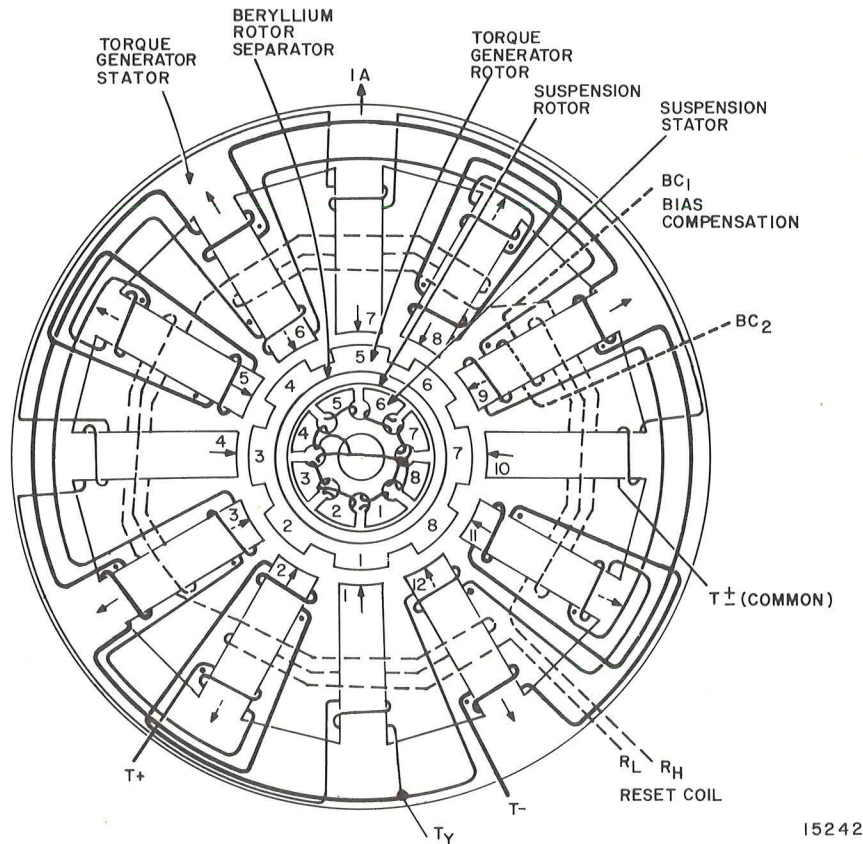 BERYLLIUM
ROTOR
SEPARATOR
TORQUE
GENERATOR
STATOR
IA
TORQUE
GENERATOR
ROTOR
SUSPENSION
ROTOR
SUSPENSION
STATOR
BC1
BIAS
COMPENSATION
BC2
7
6
8
5
9
4
10
3
11
2
12
1
5
4
6
3
7
2
8
1
5
6
4
7
3
8
2
1
T± (COMMON)
RL
RH
RESET COIL
T+
T-
TY
15242